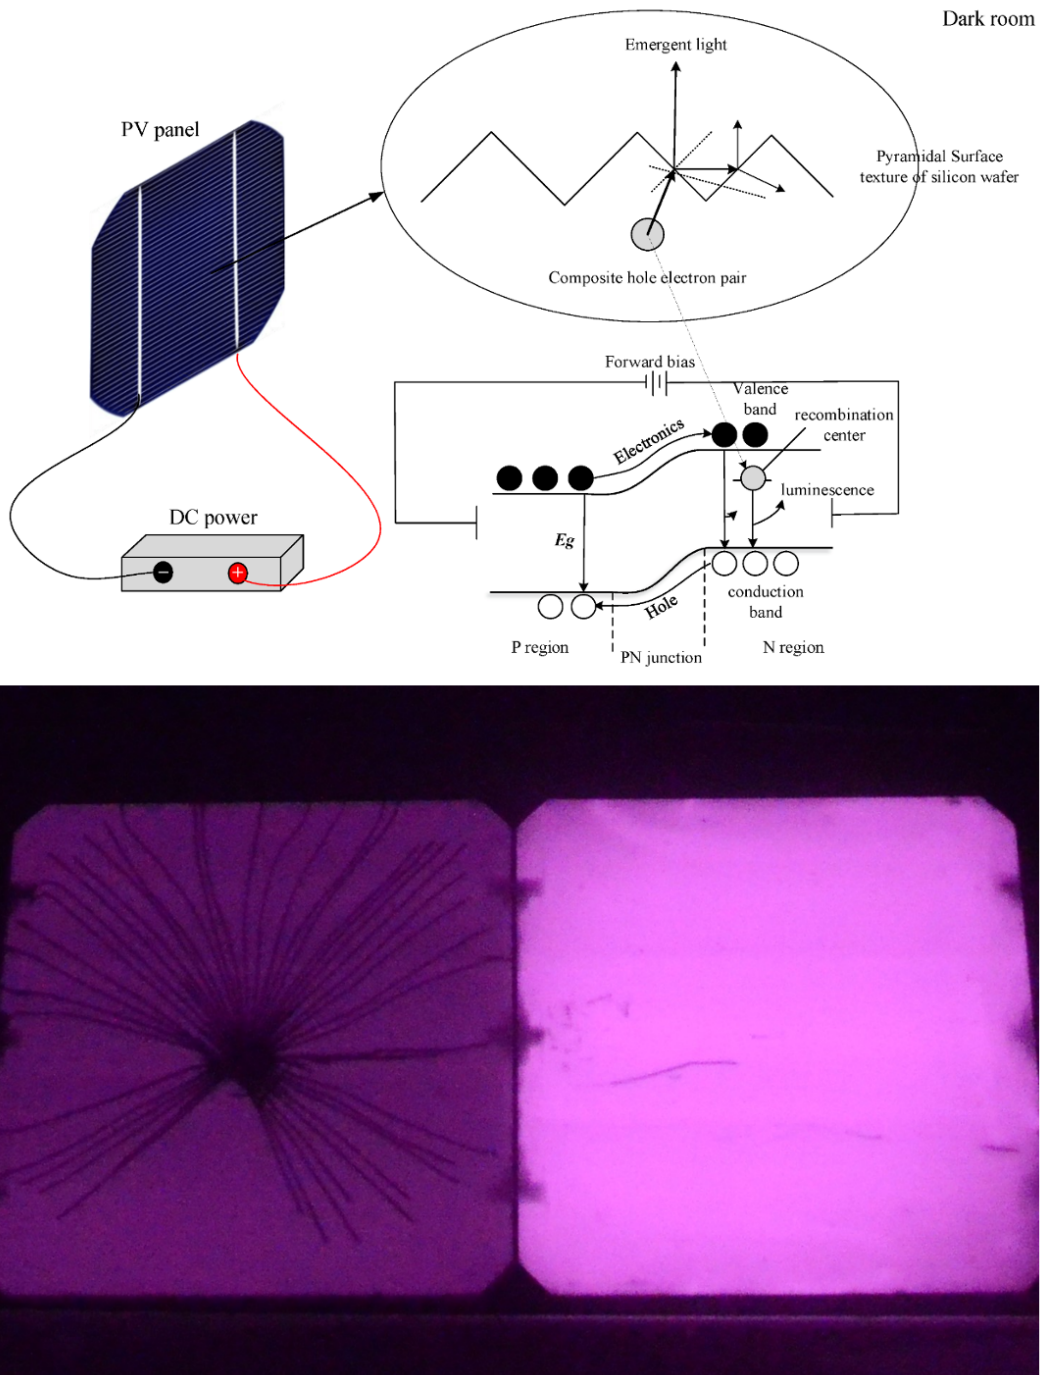 Dark room
Emergent light
PV panel
Pyramidal Surface
texture of silicon wafer
Composite hole electron pair
Forward bias
Valence
band
recombination
center
Electronics
luminescence
DC power
Eg
− +
conduction
band
Hole
P region
PN junction
N region